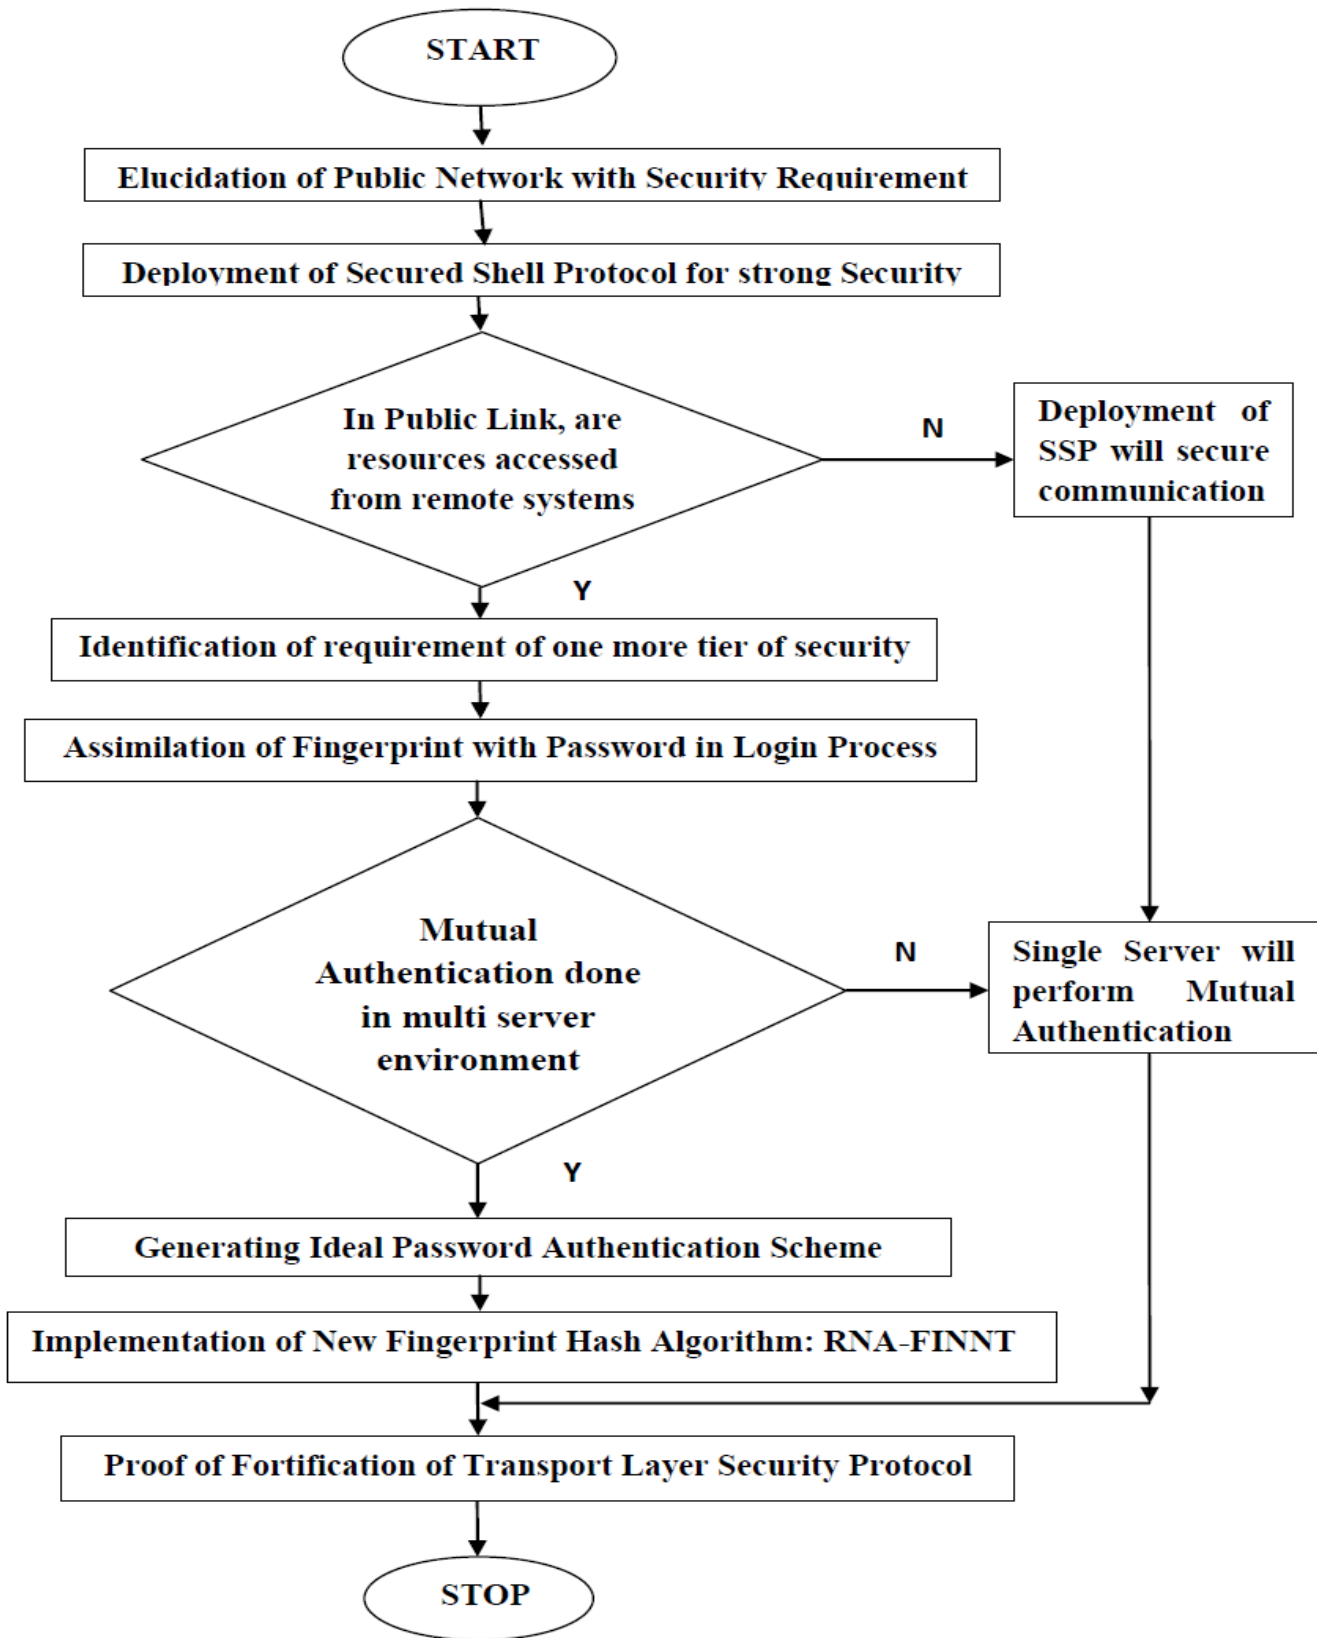 START
Elucidation of Public Network with Security Requirement
Deployment of Secured Shell Protocol for strong Security
In Public Link, are
resources accessed
from remote systems
N
Deployment of
SSP will secure
communication
Y
Identification of requirement of one more tier of security
Assimilation of Fingerprint with Password in Login Process
Mutual
Authentication done
in multi server
environment
N
Single Server will
perform Mutual
Authentication
Y
Generating Ideal Password Authentication Scheme
Implementation of New Fingerprint Hash Algorithm: RNA-FINNT
Proof of Fortification of Transport Layer Security Protocol
STOP